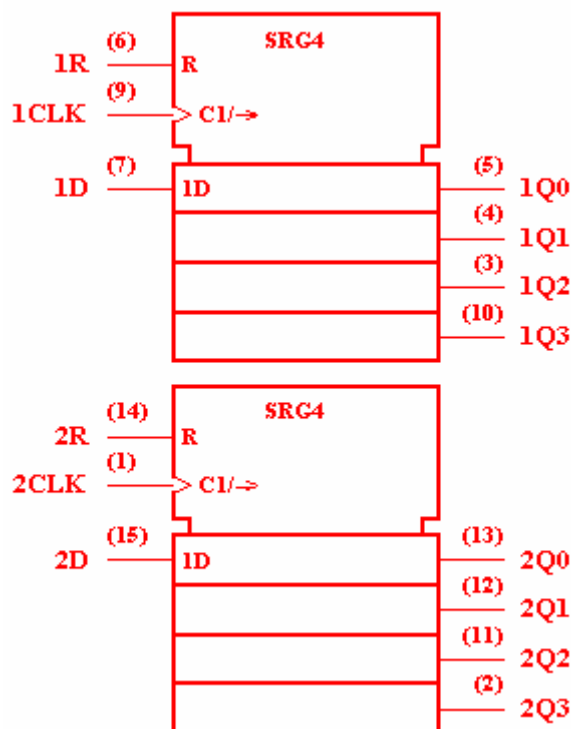 (6) SRG4
1R R
(9)
1CLK C1/→
(7) (5)
1D 1D 1Q0
(4)
1Q1
(3)
1Q2
(10)
1Q3
(14) SRG4
2R R
(1)
2CLK C1/→
(15) (13)
2D 1D 2Q0
(12)
2Q1
(11)
2Q2
(2)
2Q3